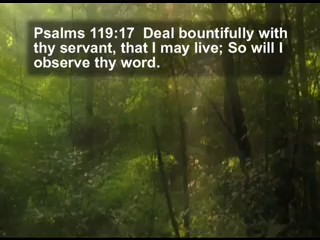 Psalms 119:17  Deal bountifully with
thy servant, that I may live; So will I
observe thy word.